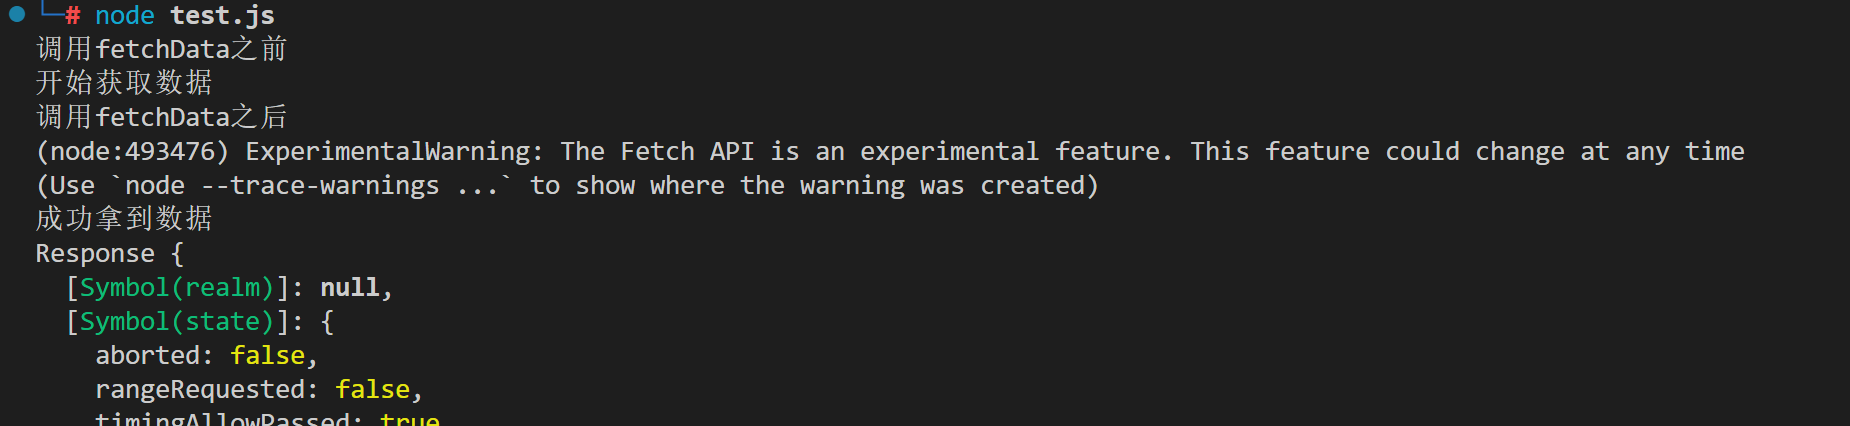 └─# node test.js
调用fetchData之前
开始获取数据
调用fetchData之后
(node:493476) ExperimentalWarning: The Fetch API is an experimental feature. This feature could change at any time
(Use `node --trace-warnings ...` to show where the warning was created)
成功拿到数据
Response {
  [Symbol(realm)]: null,
  [Symbol(state)]: {
    aborted: false,
    rangeRequested: false,
    timingAllowPassed: true